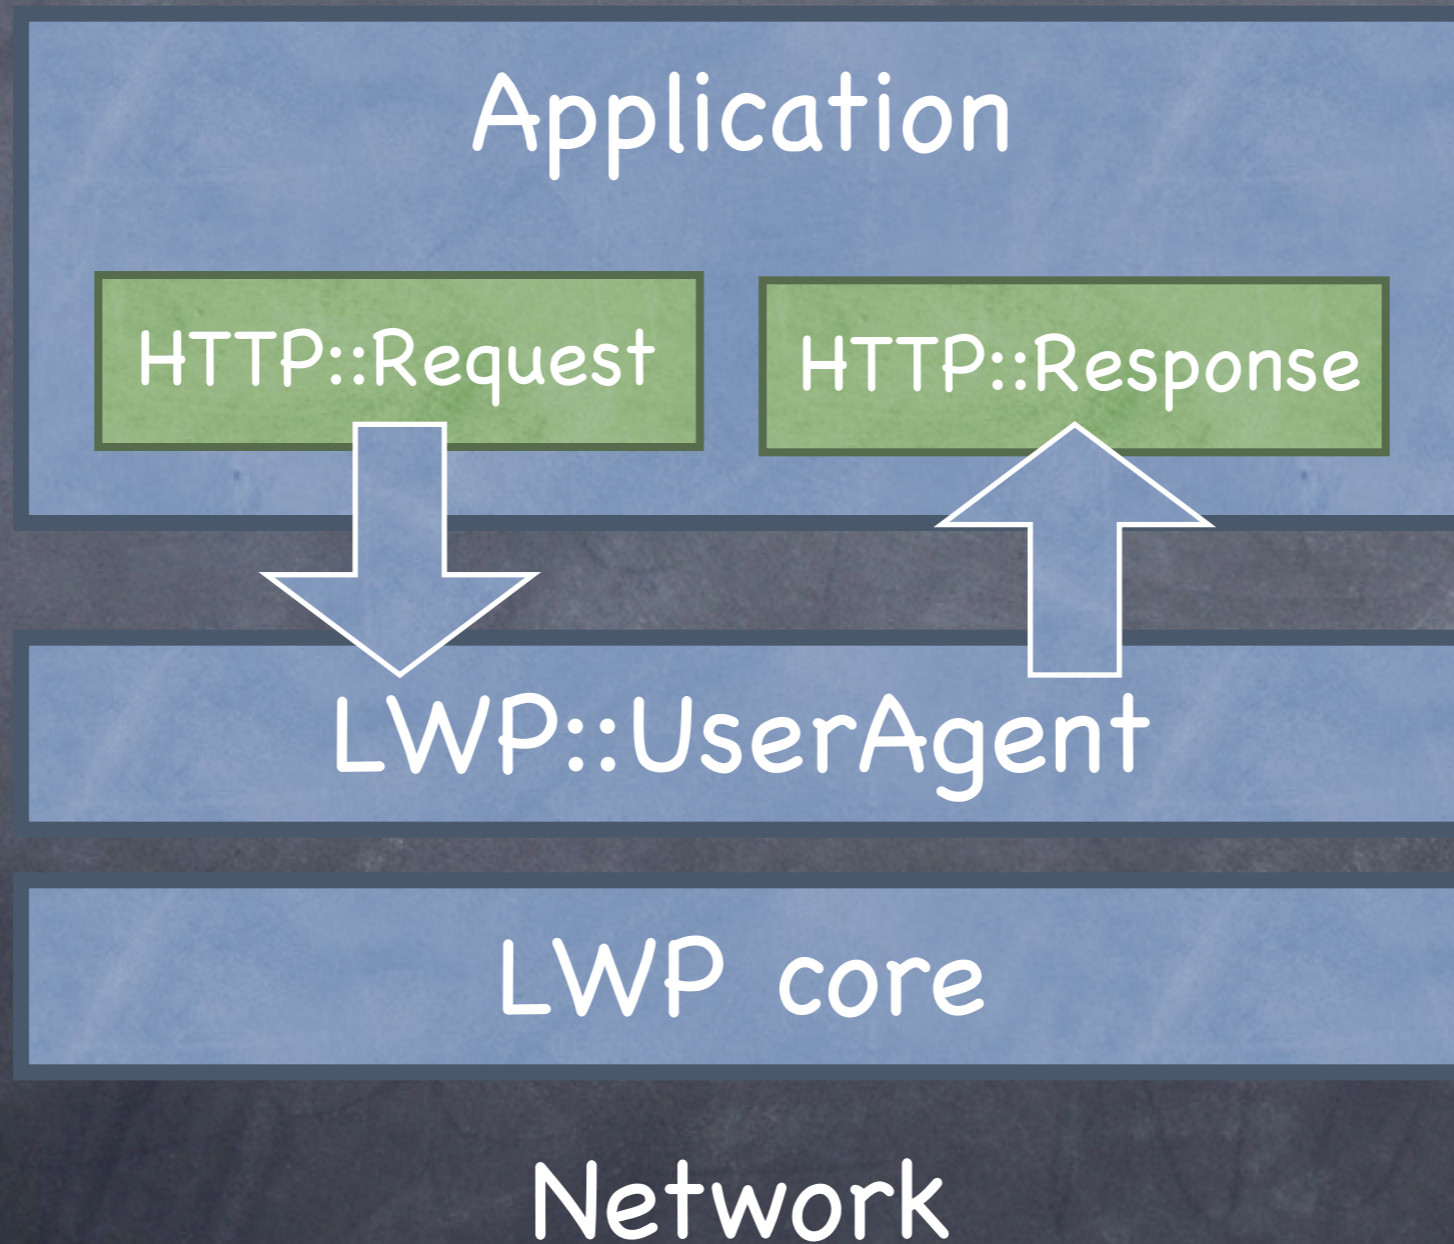 Application
HTTP::Request
HTTP::Response
LWP::UserAgent
LWP core
Network